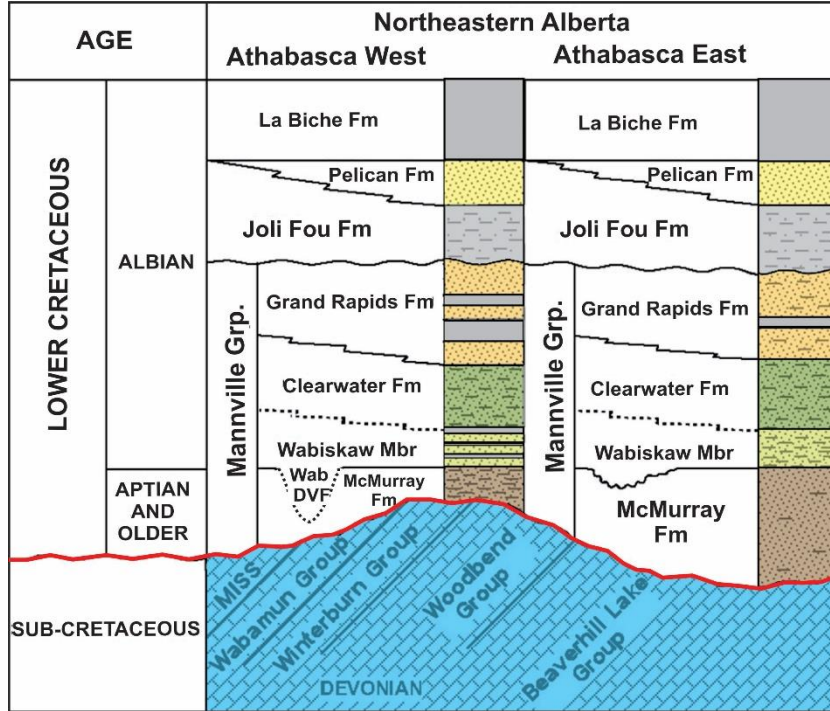 AGE
Northeastern Alberta
Athabasca West
Athabasca East
LOWER CRETACEOUS
ALBIAN
APTIAN
AND
OLDER
SUB-CRETACEOUS
La Biche Fm
Pelican Fm
Joli Fou Fm
Mannville Grp.
Grand Rapids Fm
Clearwater Fm
Wabiskaw Mbr
Wab
DVF
McMurray
Fm
La Biche Fm
Pelican Fm
Joli Fou Fm
Mannville Grp.
Grand Rapids Fm
Clearwater Fm
Wabiskaw Mbr
McMurray
Fm
MISS
Wabamun Group
Winterburn Group
Woodbend
Group
Beaverhill Lake
Group
DEVONIAN